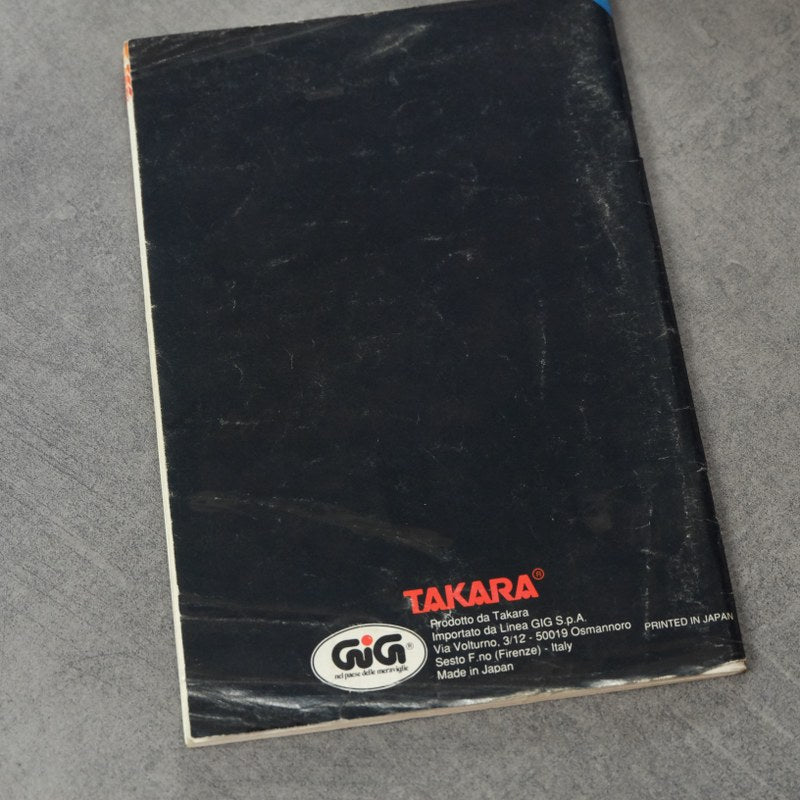 TAKARA®
Prodotto da Takara
Importato da Linea GIG S.p.A.
Via Volturno, 3/12 - 50019 Osmannoro
Sesto F.no (Firenze) - Italy
Made in Japan
PRINTED IN JAPAN
GiG®
nel paese delle meraviglie